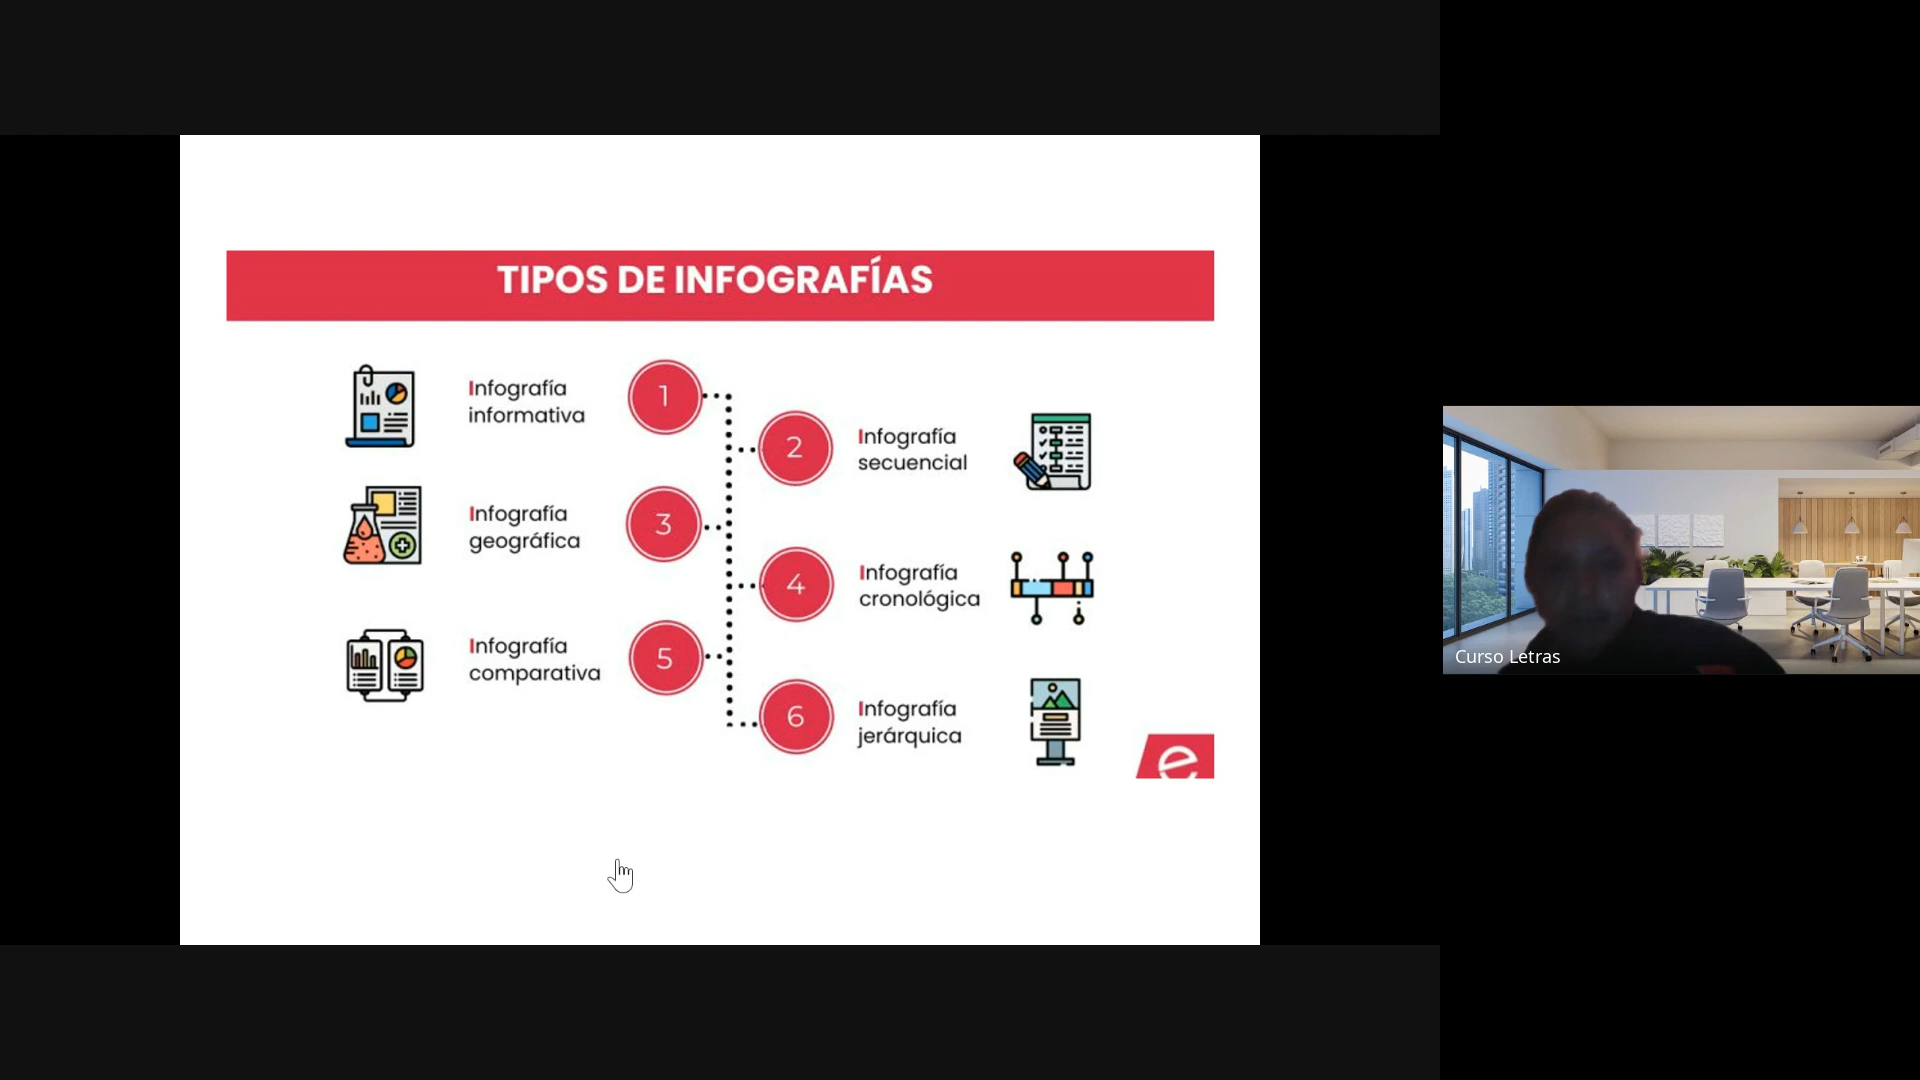 TIPOS DE INFOGRAFÍAS
Infografía
informativa
1
2
Infografía
secuencial
Infografía
geográfica
3
4
Infografía
cronológica
Infografía
comparativa
5
6
Infografía
jerárquica
e
Curso Letras